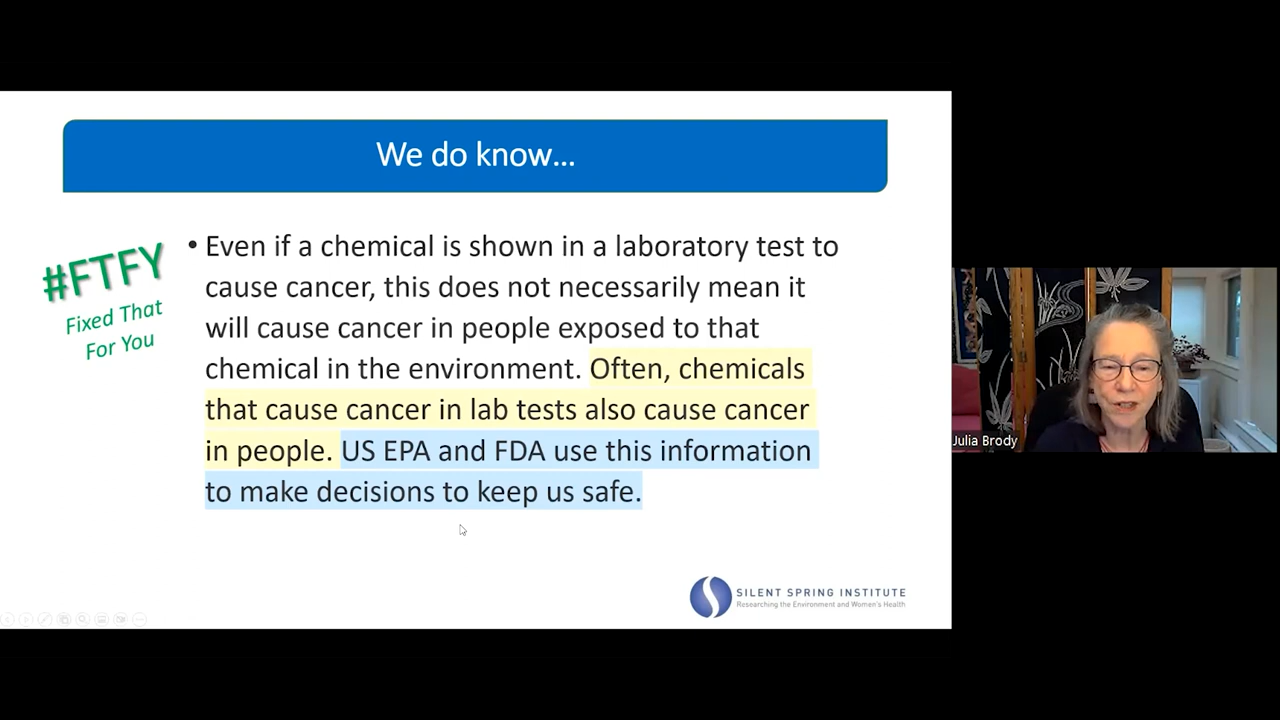 We do know...
#FTFY
Fixed That
For You
• Even if a chemical is shown in a laboratory test to
cause cancer, this does not necessarily mean it
will cause cancer in people exposed to that
chemical in the environment. Often, chemicals
that cause cancer in lab tests also cause cancer
in people. US EPA and FDA use this information
to make decisions to keep us safe.
SILENT SPRING INSTITUTE
Researching the Environment and Women's Health
Julia Brody